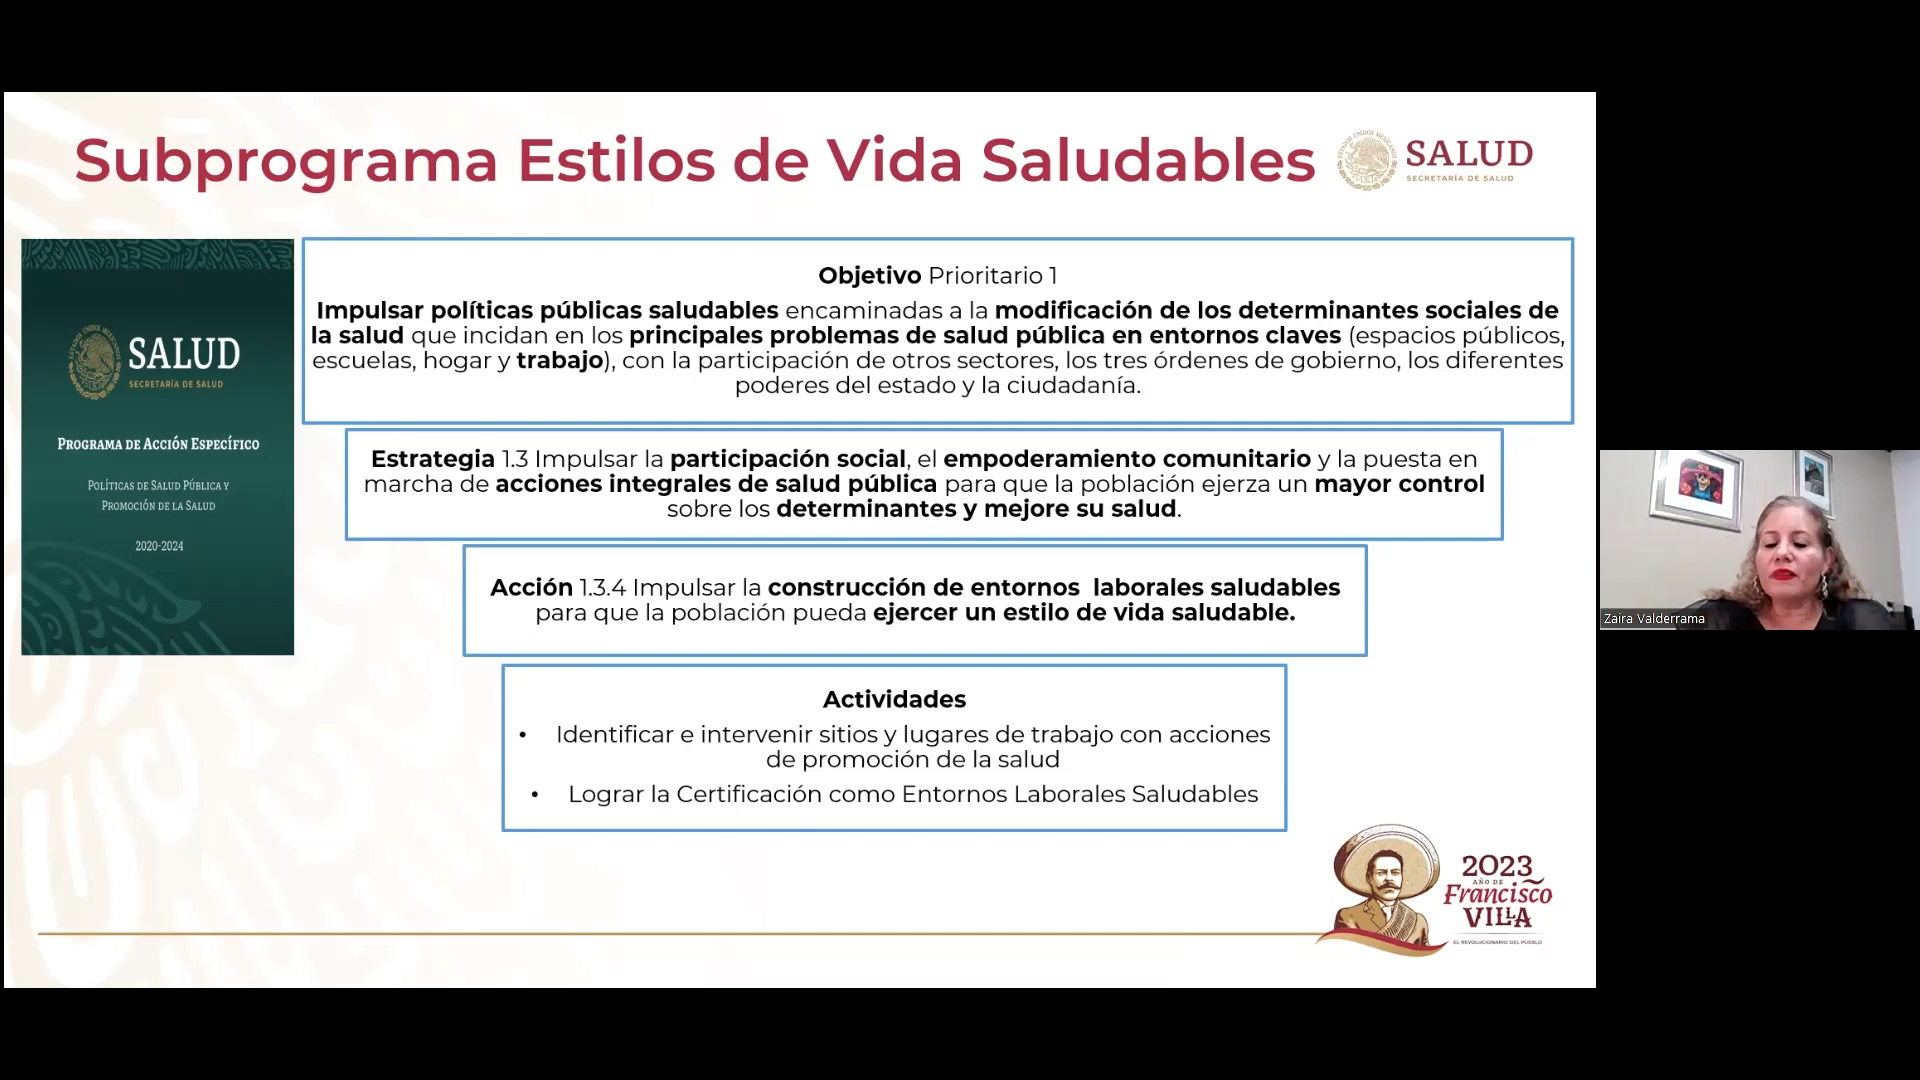 Subprograma Estilos de Vida Saludables
SALUD
SECRETARÍA DE SALUD
SALUD
SECRETARÍA DE SALUD
PROGRAMA DE ACCIÓN ESPECÍFICO
POLÍTICAS DE SALUD PÚBLICA Y
PROMOCIÓN DE LA SALUD
2020-2024
Objetivo Prioritario 1
Impulsar políticas públicas saludables encaminadas a la modificación de los determinantes sociales de
la salud que incidan en los principales problemas de salud pública en entornos claves (espacios públicos,
escuelas, hogar y trabajo), con la participación de otros sectores, los tres órdenes de gobierno, los diferentes
poderes del estado y la ciudadanía.
Estrategia 1.3 Impulsar la participación social, el empoderamiento comunitario y la puesta en
marcha de acciones integrales de salud pública para que la población ejerza un mayor control
sobre los determinantes y mejore su salud.
Acción 1.3.4 Impulsar la construcción de entornos laborales saludables
para que la población pueda ejercer un estilo de vida saludable.
Actividades
• Identificar e intervenir sitios y lugares de trabajo con acciones
de promoción de la salud
• Lograr la Certificación como Entornos Laborales Saludables
2023
AÑO DE
Francisco
VILLA
EL REVOLUCIONARIO DEL PUEBLO
Zaira Valderrama